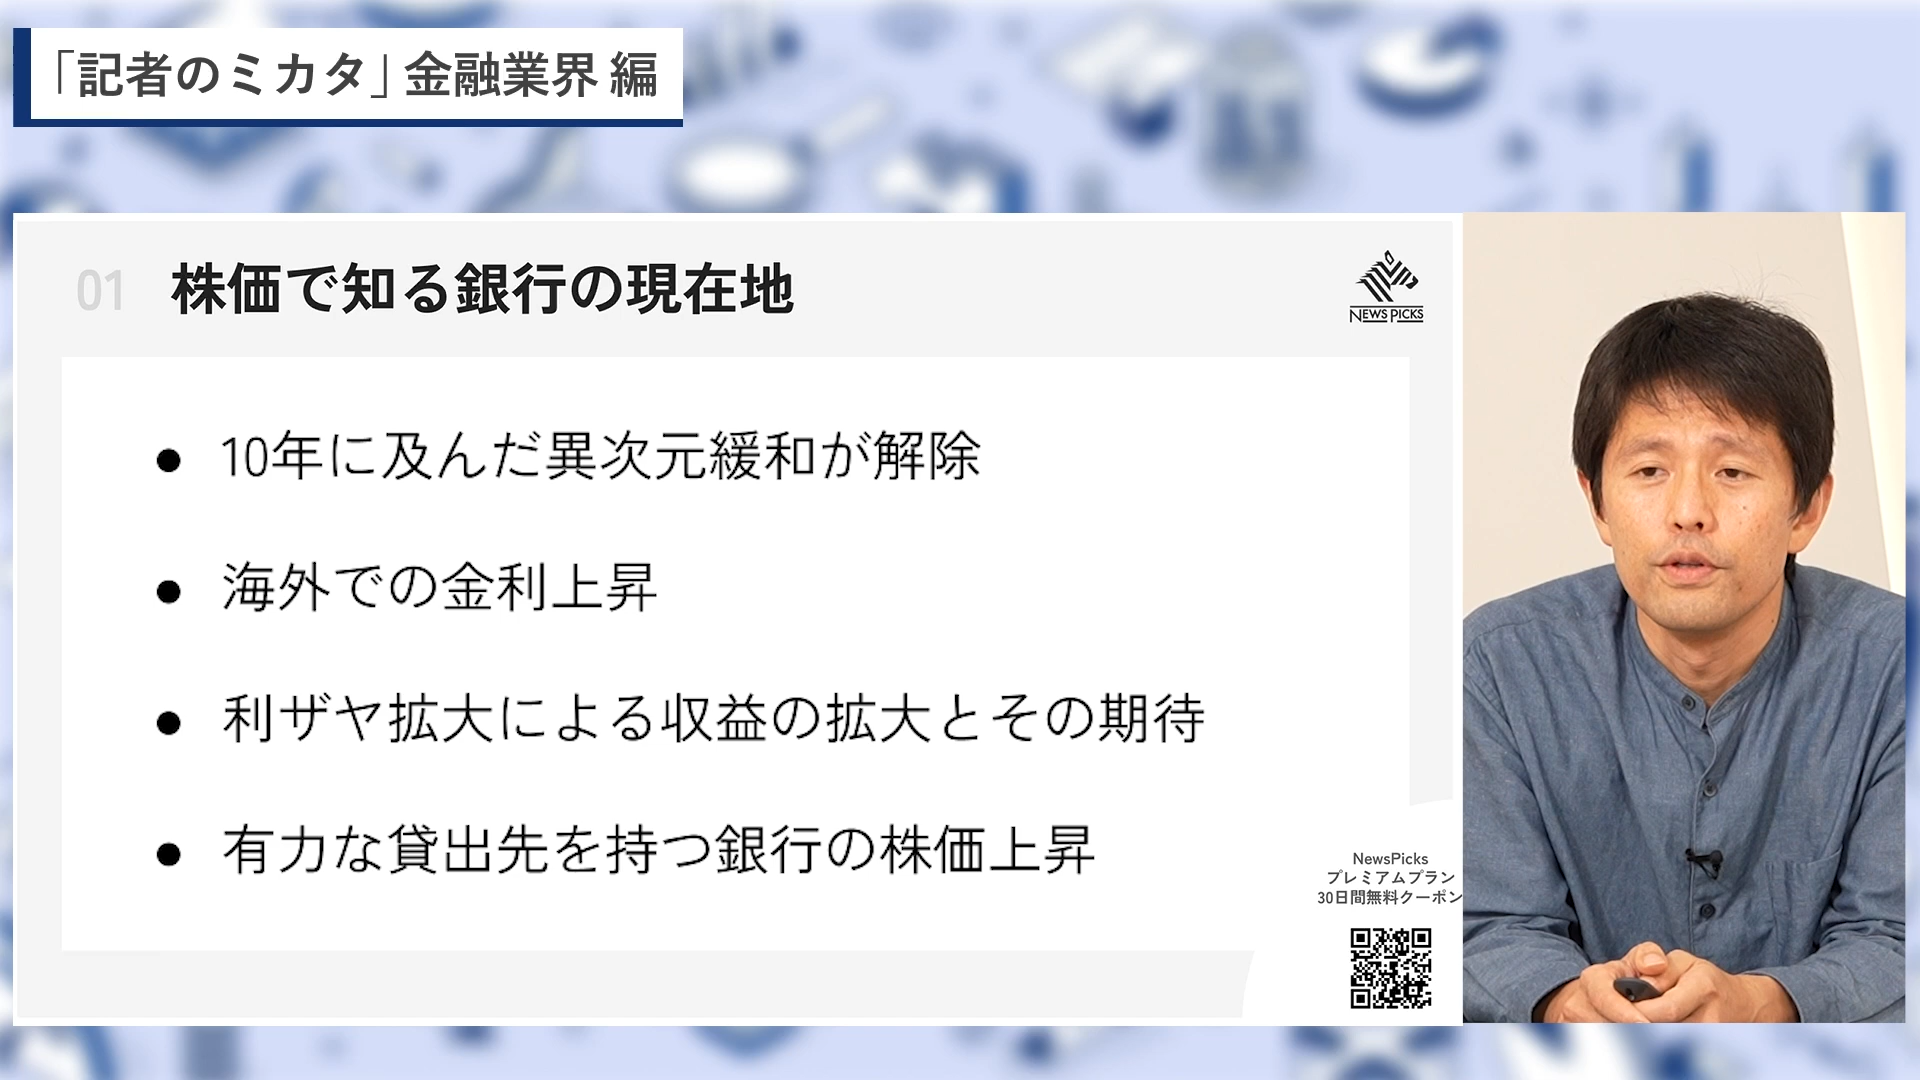 「記者のミカタ」金融業界 編
01 株価で知る銀行の現在地
NEWS PICKS
● 10年に及んだ異次元緩和が解除
● 海外での金利上昇
● 利ザヤ拡大による収益の拡大とその期待
● 有力な貸出先を持つ銀行の株価上昇
NewsPicks
プレミアムプラン
30日間無料クーポン